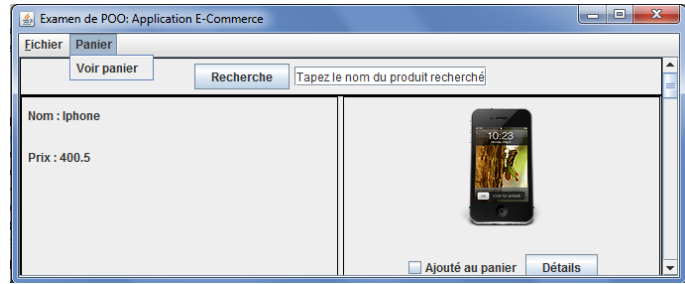 Examen de POO: Application E-Commerce
Fichier Panier
Voir panier
Recherche Tapez le nom du produit recherché
Nom : Iphone
Prix : 400.5
10:23
Ajouté au panier Détails